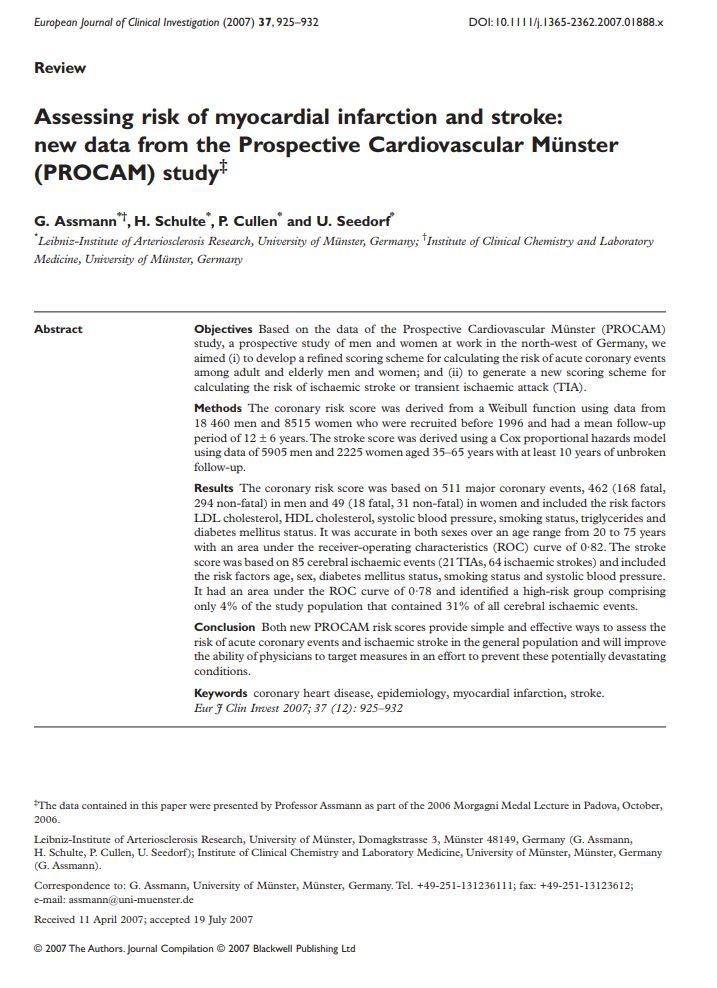 European Journal of Clinical Investigation (2007) 37, 925–932
DOI: 10.1111/j.1365-2362.2007.01888.x
Review
Assessing risk of myocardial infarction and stroke:
new data from the Prospective Cardiovascular Münster
(PROCAM) study‡
G. Assmann*†, H. Schulte*, P. Cullen* and U. Seedorf*
*Leibniz-Institute of Arteriosclerosis Research, University of Münster, Germany; †Institute of Clinical Chemistry and Laboratory
Medicine, University of Münster, Germany
Abstract
Objectives Based on the data of the Prospective Cardiovascular Münster (PROCAM)
study, a prospective study of men and women at work in the north-west of Germany, we
aimed (i) to develop a refined scoring scheme for calculating the risk of acute coronary events
among adult and elderly men and women; and (ii) to generate a new scoring scheme for
calculating the risk of ischaemic stroke or transient ischaemic attack (TIA).
Methods The coronary risk score was derived from a Weibull function using data from
18 460 men and 8515 women who were recruited before 1996 and had a mean follow-up
period of 12 ± 6 years. The stroke score was derived using a Cox proportional hazards model
using data of 5905 men and 2225 women aged 35–65 years with at least 10 years of unbroken
follow-up.
Results The coronary risk score was based on 511 major coronary events, 462 (168 fatal,
294 non-fatal) in men and 49 (18 fatal, 31 non-fatal) in women and included the risk factors
LDL cholesterol, HDL cholesterol, systolic blood pressure, smoking status, triglycerides and
diabetes mellitus status. It was accurate in both sexes over an age range from 20 to 75 years
with an area under the receiver-operating characteristics (ROC) curve of 0·82. The stroke
score was based on 85 cerebral ischaemic events (21 TIAs, 64 ischaemic strokes) and included
the risk factors age, sex, diabetes mellitus status, smoking status and systolic blood pressure.
It had an area under the ROC curve of 0·78 and identified a high-risk group comprising
only 4% of the study population that contained 31% of all cerebral ischaemic events.
Conclusion Both new PROCAM risk scores provide simple and effective ways to assess the
risk of acute coronary events and ischaemic stroke in the general population and will improve
the ability of physicians to target measures in an effort to prevent these potentially devastating
conditions.
Keywords coronary heart disease, epidemiology, myocardial infarction, stroke.
Eur J Clin Invest 2007; 37 (12): 925–932
‡The data contained in this paper were presented by Professor Assmann as part of the 2006 Morgagni Medal Lecture in Padova, October,
2006.
Leibniz-Institute of Arteriosclerosis Research, University of Münster, Domagkstrasse 3, Münster 48149, Germany (G. Assmann,
H. Schulte, P. Cullen, U. Seedorf); Institute of Clinical Chemistry and Laboratory Medicine, University of Münster, Münster, Germany
(G. Assmann).
Correspondence to: G. Assmann, University of Münster, Münster, Germany. Tel. +49-251-131236111; fax: +49-251-13123612;
e-mail: assmann@uni-muenster.de
Received 11 April 2007; accepted 19 July 2007
© 2007 The Authors. Journal Compilation © 2007 Blackwell Publishing Ltd